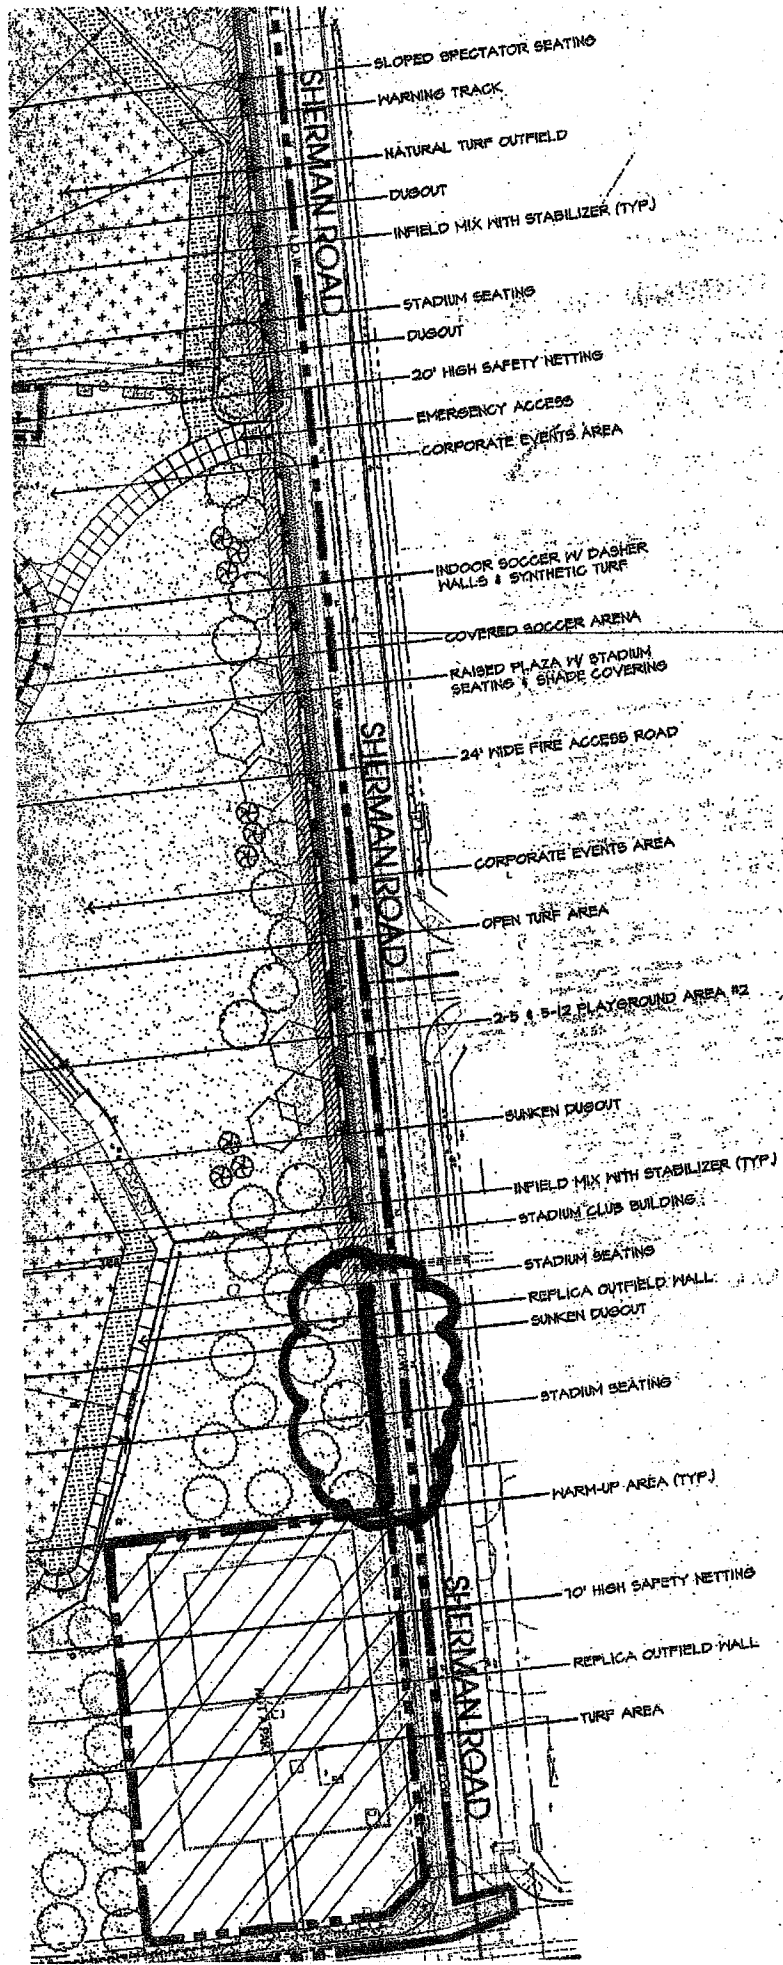 SLOPED SPECTATOR SEATING
WARNING TRACK
NATURAL TURF OUTFIELD
DUGOUT
INFIELD MIX WITH STABILIZER (TYP.)
STADIUM SEATING
DUGOUT
20' HIGH SAFETY NETTING
EMERGENCY ACCESS
CORPORATE EVENTS AREA
INDOOR SOCCER W/ DASHER
WALLS & SYNTHETIC TURF
COVERED SOCCER ARENA
RAISED PLAZA W/ STADIUM
SEATING & SHADE COVERING
24' WIDE FIRE ACCESS ROAD
CORPORATE EVENTS AREA
OPEN TURF AREA
2-5 & 5-12 PLAYGROUND AREA #2
SUNKEN DUGOUT
INFIELD MIX WITH STABILIZER (TYP.)
STADIUM CLUB BUILDING
STADIUM SEATING
REPLICA OUTFIELD WALL
SUNKEN DUGOUT
STADIUM SEATING
WARM-UP AREA (TYP.)
70' HIGH SAFETY NETTING
REPLICA OUTFIELD WALL
TURF AREA
SHERMAN ROAD
SHERMAN ROAD
SHERMAN ROAD